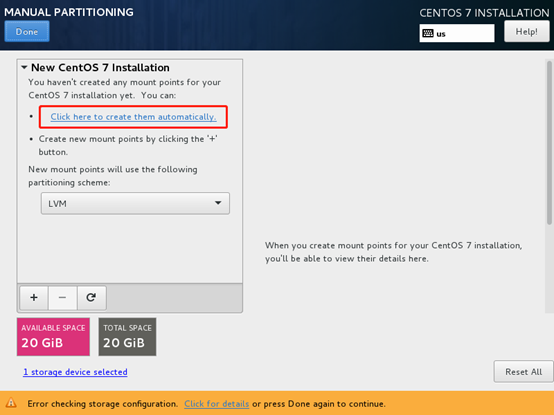 MANUAL PARTITIONING
CENTOS 7 INSTALLATION
Done
us
Help!
New CentOS 7 Installation
You haven't created any mount points for your
CentOS 7 installation yet. You can:
• Click here to create them automatically.
• Create new mount points by clicking the '+'
button.
New mount points will use the following
partitioning scheme:
LVM
When you create mount points for your CentOS 7 installation,
you'll be able to view their details here.
+ −
AVAILABLE SPACE
20 GiB
TOTAL SPACE
20 GiB
1 storage device selected
Reset All
Error checking storage configuration. Click for details or press Done again to continue.